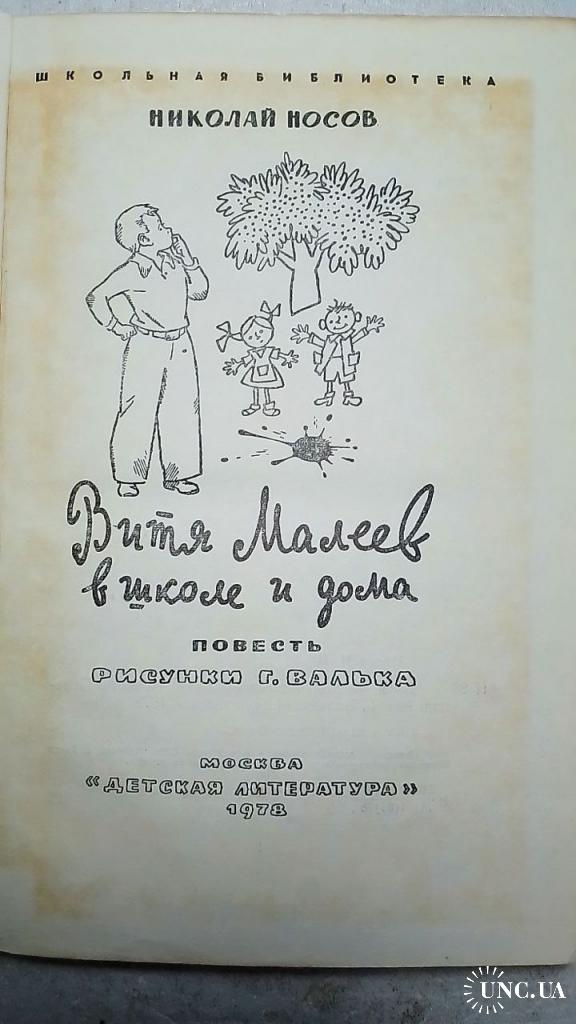 ШКОЛЬНАЯ БИБЛИОТЕКА
НИКОЛАЙ НОСОВ
Витя Малеев
в школе и дома
ПОВЕСТЬ
РИСУНКИ Г. ВАЛЬКА
МОСКВА
«ДЕТСКАЯ ЛИТЕРАТУРА»
1978
UNC.UA